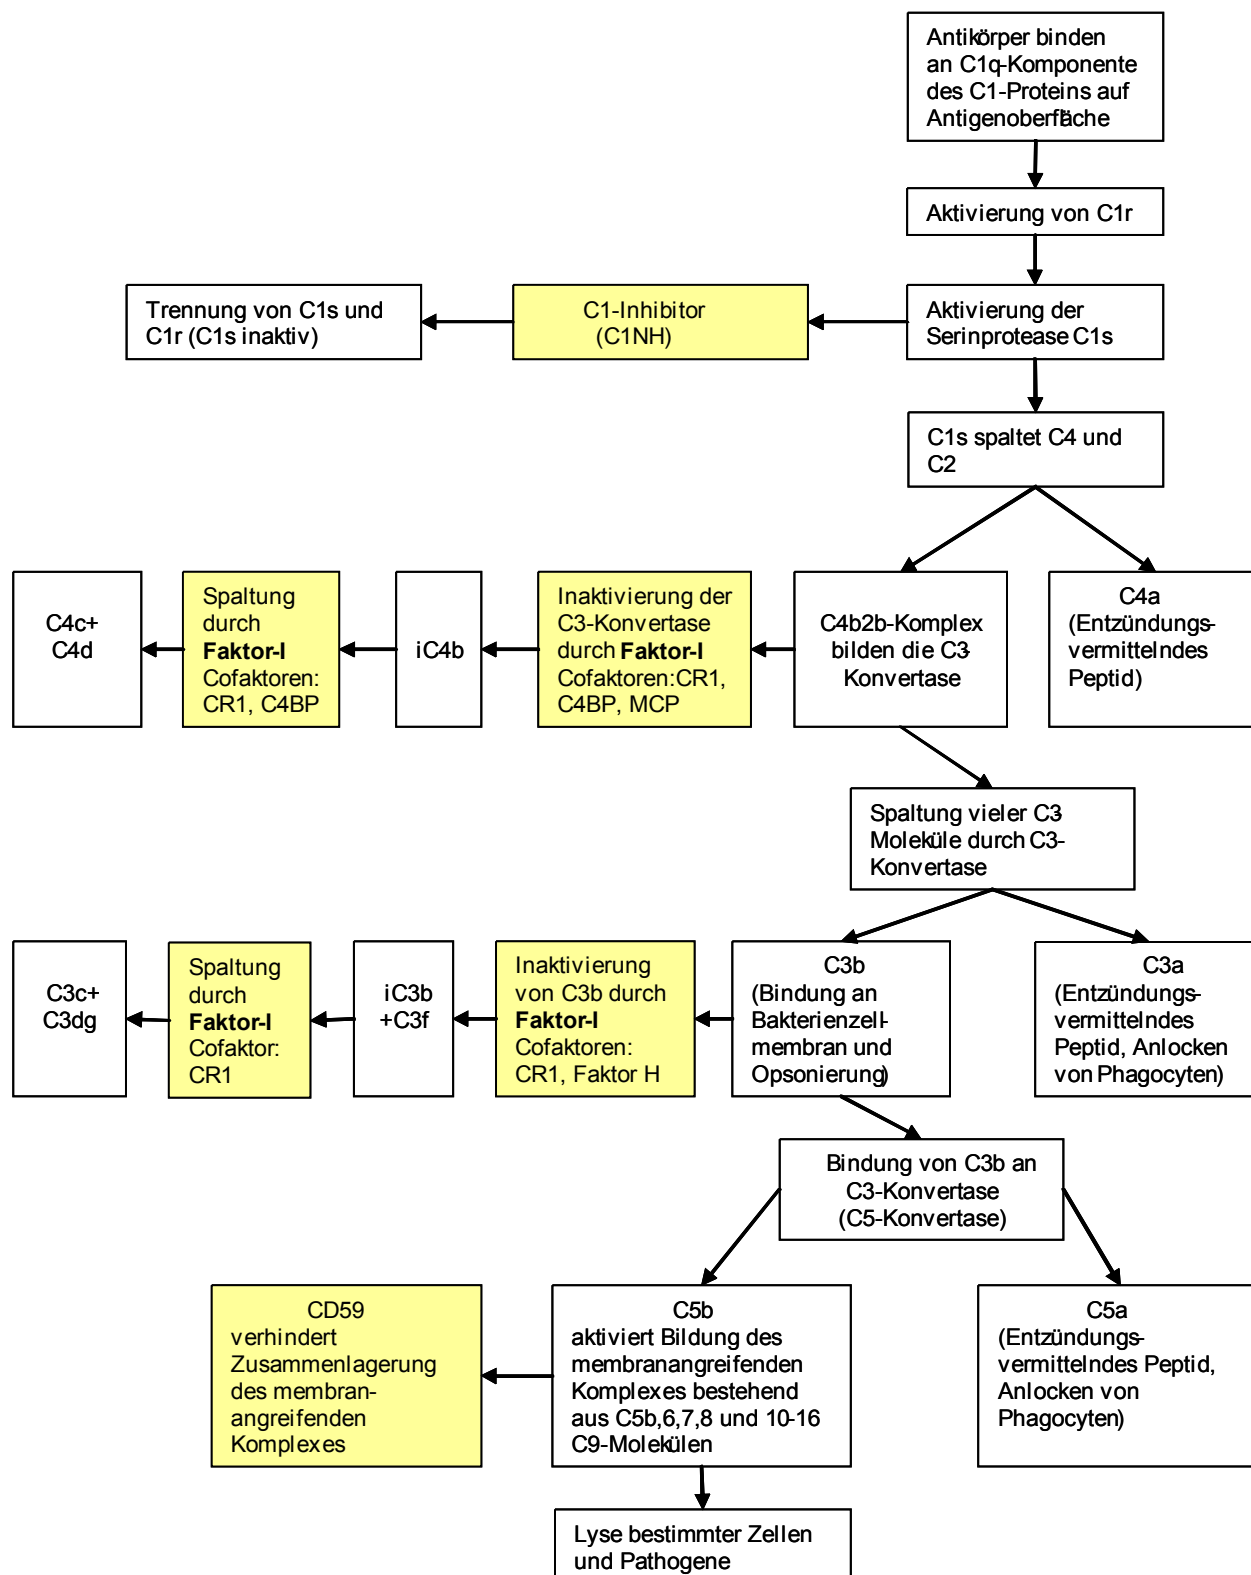 Antikörper binden
an C1q-Komponente
des C1-Proteins auf
Antigenoberfläche
Aktivierung von C1r
Trennung von C1s und
C1r (C1s inaktiv)
C1-Inhibitor
(C1NH)
Aktivierung der
Serinprotease C1s
C1s spaltet C4 und
C2
C4c+
C4d
Spaltung
durch
Faktor-I
Cofaktoren:
CR1, C4BP
iC4b
Inaktivierung der
C3-Konvertase
durch Faktor-I
Cofaktoren:CR1,
C4BP, MCP
C4b2b-Komplex
bilden die C3-
Konvertase
C4a
(Entzündungs-
vermittelndes
Peptid)
Spaltung vieler C3-
Moleküle durch C3-
Konvertase
C3c+
C3dg
Spaltung
durch
Faktor-I
Cofaktor:
CR1
iC3b
+C3f
Inaktivierung
von C3b durch
Faktor-I
Cofaktoren:
CR1, Faktor H
C3b
(Bindung an
Bakterienzell-
membran und
Opsonierung)
C3a
(Entzündungs-
vermittelndes
Peptid, Anlocken
von Phagocyten)
Bindung von C3b an
C3-Konvertase
(C5-Konvertase)
CD59
verhindert
Zusammenlagerung
des membran-
angreifenden
Komplexes
C5b
aktiviert Bildung des
membranangreifenden
Komplexes bestehend
aus C5b,6,7,8 und 10-16
C9-Molekülen
C5a
(Entzündungs-
vermittelndes Peptid,
Anlocken von
Phagocyten)
Lyse bestimmter Zellen
und Pathogene